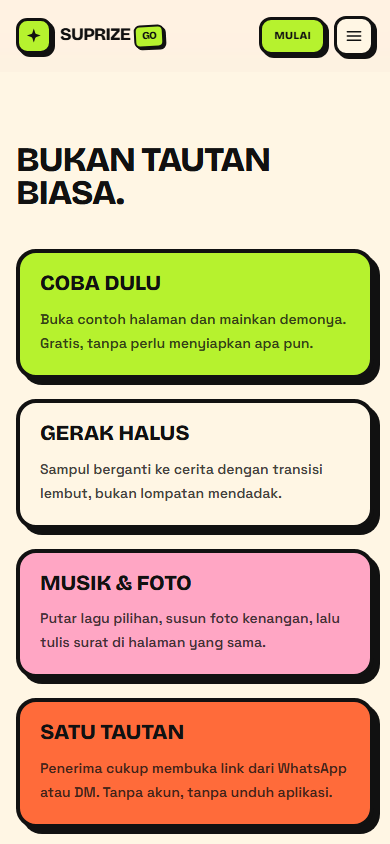 SUPRIZE GO
MULAI
BUKAN TAUTAN
BIASA.
COBA DULU
Buka contoh halaman dan mainkan demonya.
Gratis, tanpa perlu menyiapkan apa pun.
GERAK HALUS
Sampul berganti ke cerita dengan transisi
lembut, bukan lompatan mendadak.
MUSIK & FOTO
Putar lagu pilihan, susun foto kenangan, lalu
tulis surat di halaman yang sama.
SATU TAUTAN
Penerima cukup membuka link dari WhatsApp
atau DM. Tanpa akun, tanpa unduh aplikasi.